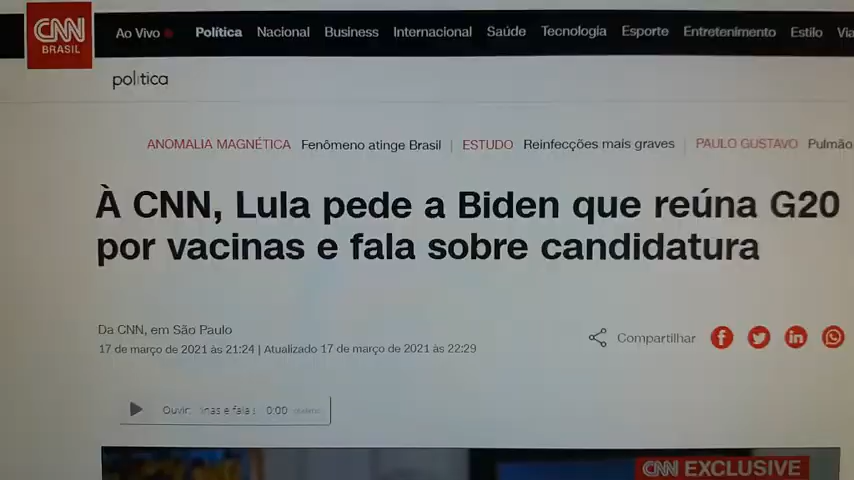 CNN
BRASIL
Ao Vivo Política Nacional Business Internacional Saúde Tecnologia Esporte Entretenimento Estilo
política
ANOMALIA MAGNÉTICA Fenômeno atinge Brasil | ESTUDO Reinfecções mais graves | PAULO GUSTAVO Pulmão
À CNN, Lula pede a Biden que reúna G20
por vacinas e fala sobre candidatura
Da CNN, em São Paulo
17 de março de 2021 às 21:24 | Atualizado 17 de março de 2021 às 22:29
Compartilhar
Ouvir: inas e fala 0:00
CNN EXCLUSIVE